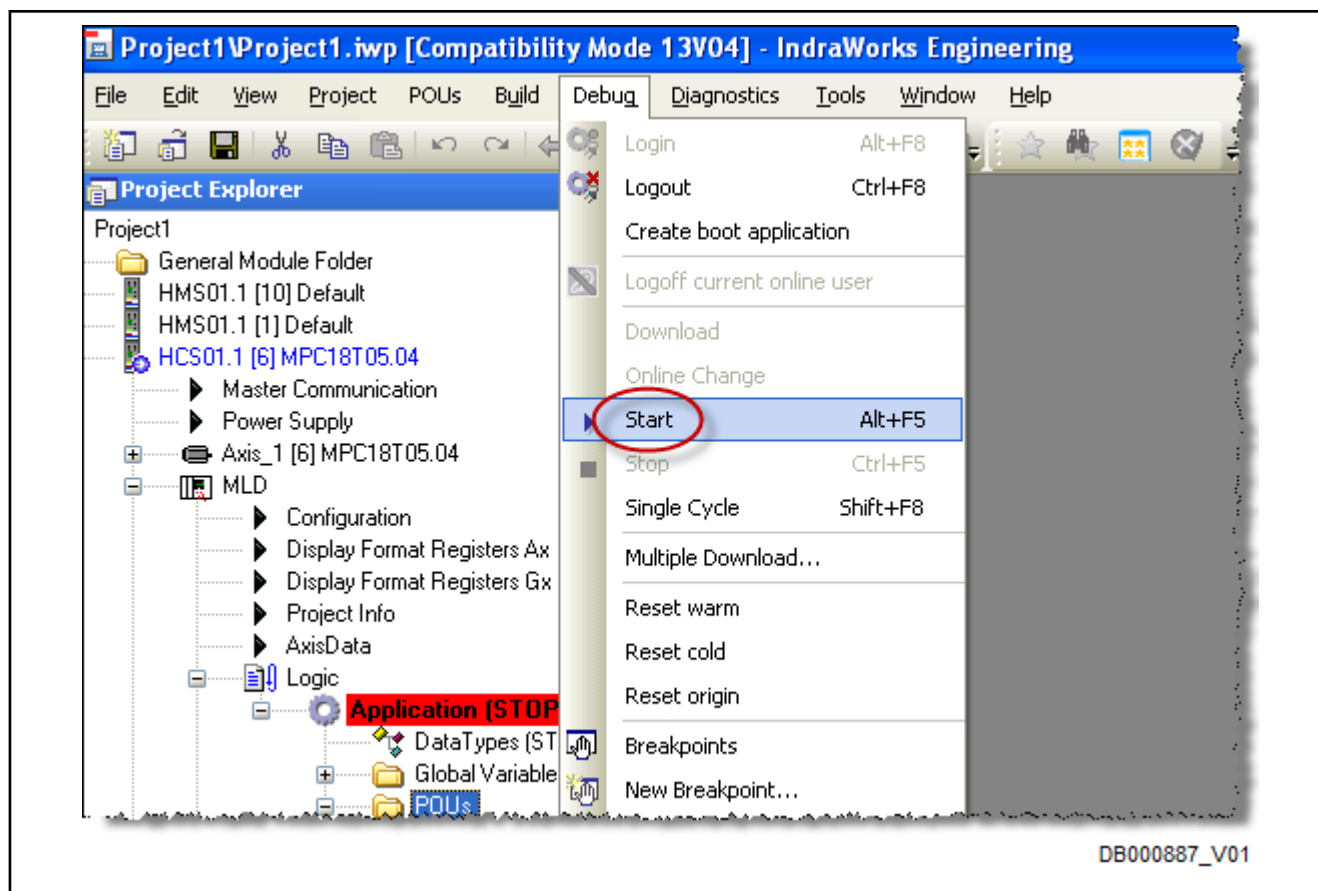 Project1\Project1.iwp [Compatibility Mode 13V04] - IndraWorks Engineering
File Edit View Project POUs Build Debug Diagnostics Tools Window Help
Project Explorer
Project1
General Module Folder
HMS01.1 [10] Default
HMS01.1 [1] Default
HCS01.1 [6] MPC18T05.04
Master Communication
Power Supply
Axis_1 [6] MPC18T05.04
MLD
Configuration
Display Format Registers Ax
Display Format Registers Gx
Project Info
AxisData
Logic
Application (STOP
DataTypes (ST
Global Variable
POUs
Login Alt+F8
Logout Ctrl+F8
Create boot application
Logoff current online user
Download
Online Change
Start Alt+F5
Stop Ctrl+F5
Single Cycle Shift+F8
Multiple Download...
Reset warm
Reset cold
Reset origin
Breakpoints
New Breakpoint...
DB000887_V01